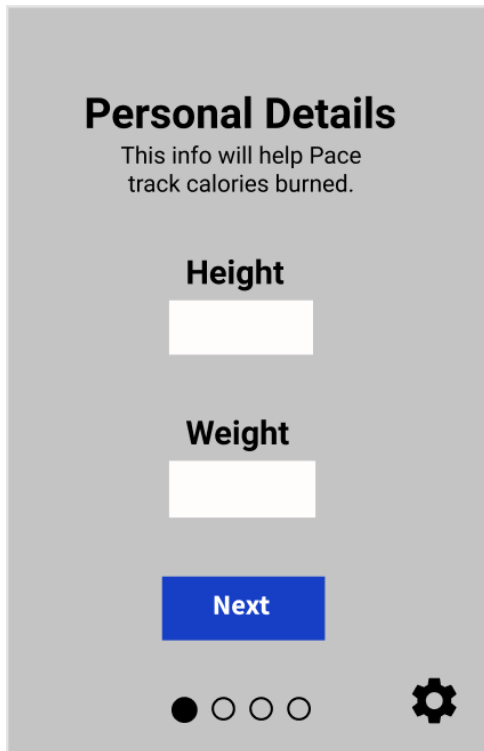 Personal Details
This info will help Pace
track calories burned.
Height
Weight
Next